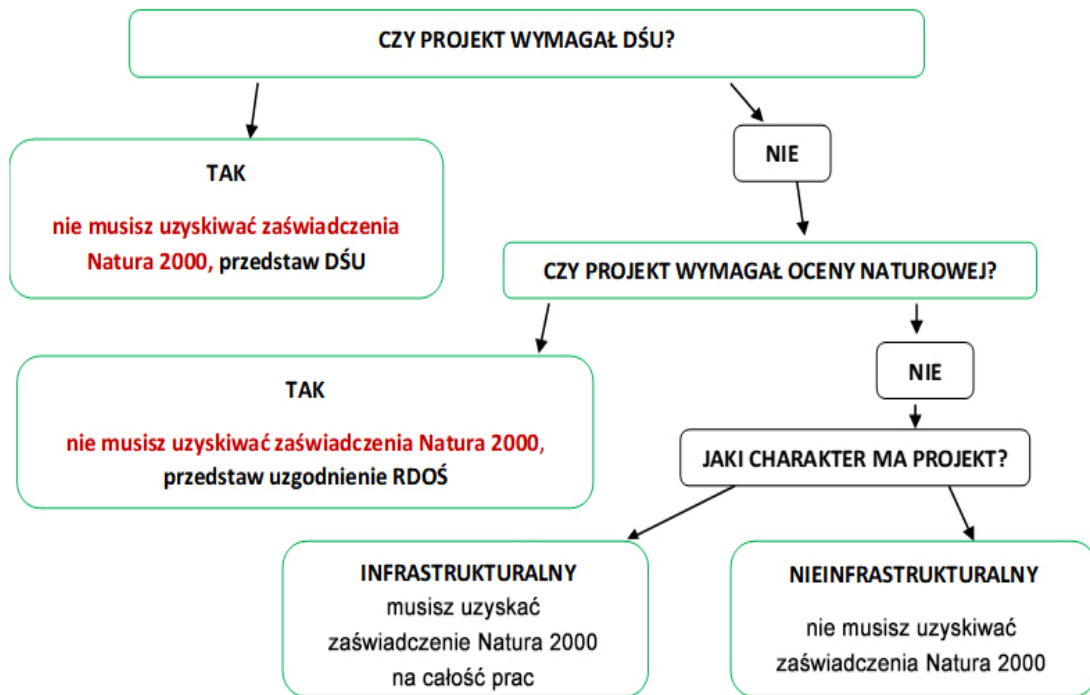 CZY PROJEKT WYMAGAŁ DŚU?
TAK
nie musisz uzyskiwać zaświadczenia
Natura 2000, przedstaw DŚU
NIE
CZY PROJEKT WYMAGAŁ OCENY NATUROWEJ?
TAK
nie musisz uzyskiwać zaświadczenia Natura 2000,
przedstaw uzgodnienie RDOŚ
NIE
JAKI CHARAKTER MA PROJEKT?
INFRASTRUKTURALNY
musisz uzyskać
zaświadczenie Natura 2000
na całość prac
NIEINFRASTRUKTURALNY
nie musisz uzyskiwać
zaświadczenia Natura 2000